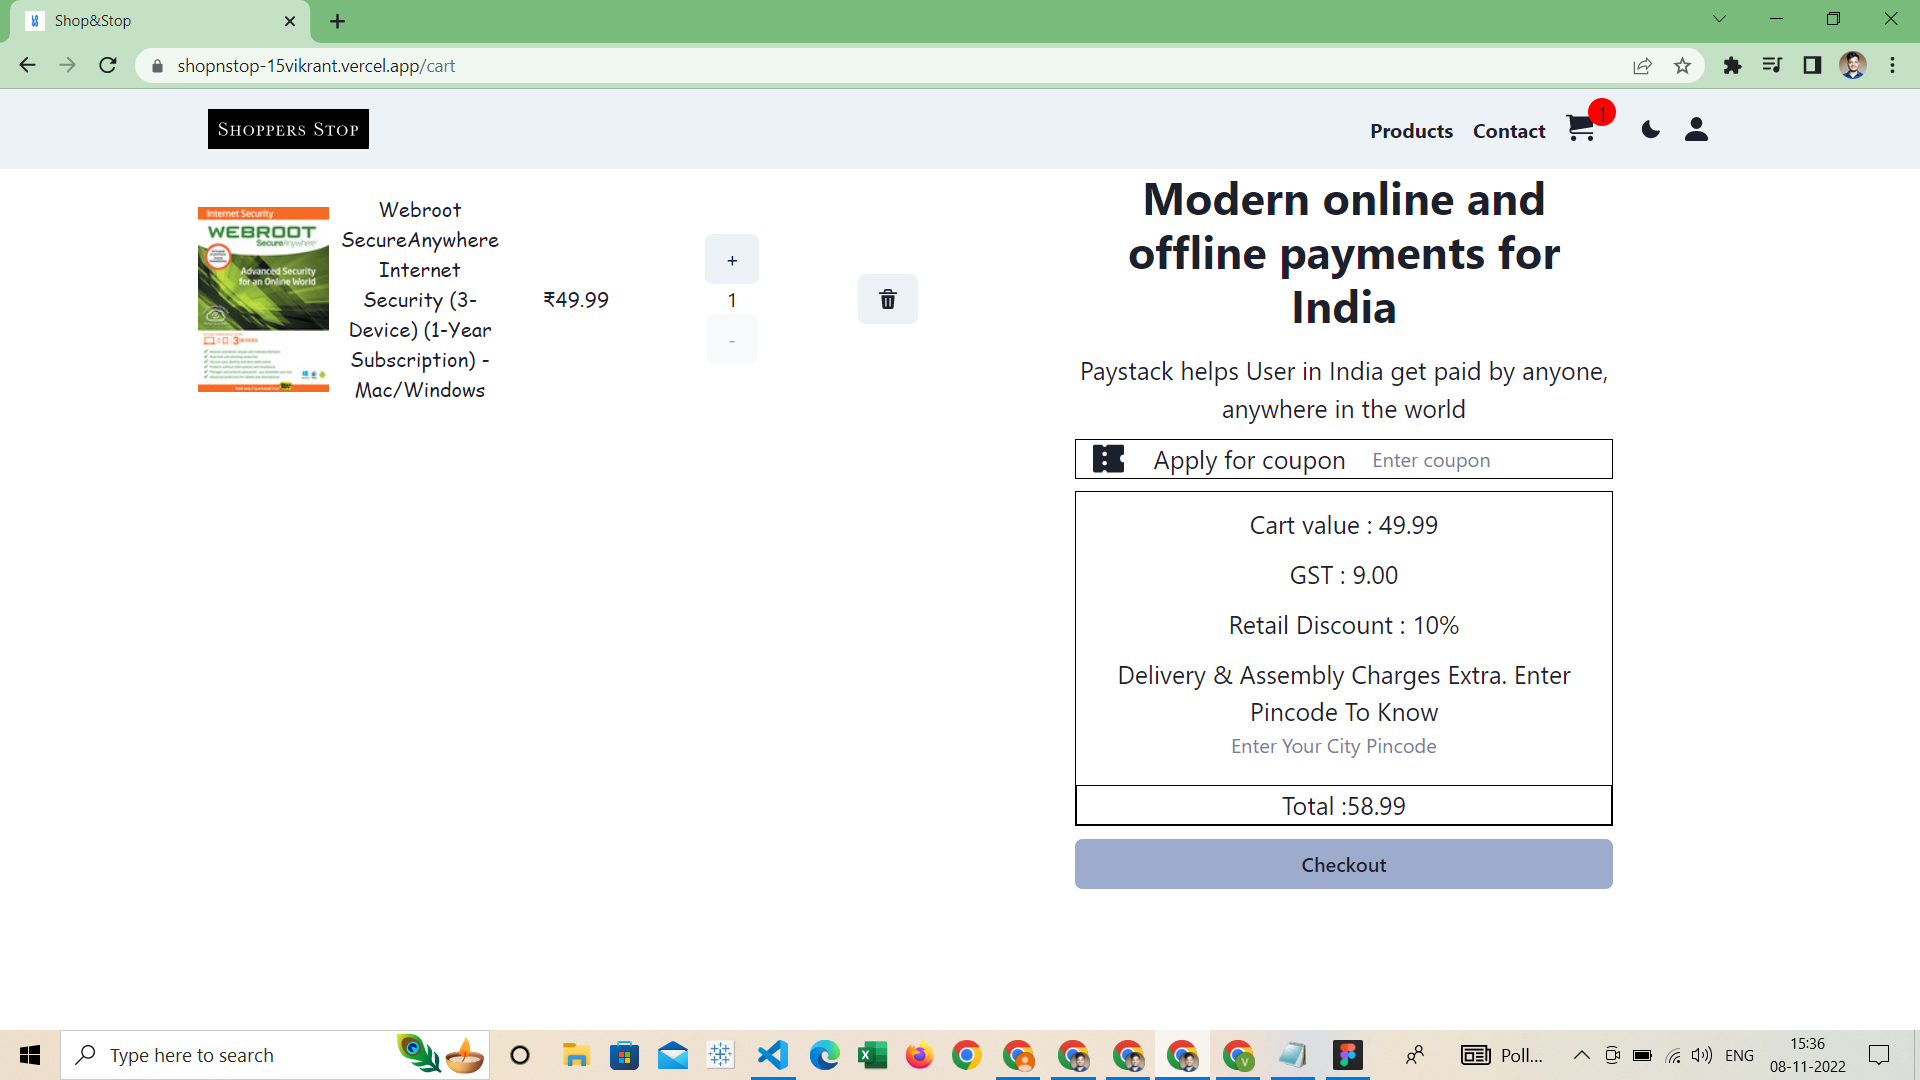 Shop&Stop
shopnstop-15vikrant.vercel.app/cart
SHOPPERS STOP
Products
Contact
1
Internet Security
WEBROOT
SecureAnywhere
Advanced Security
for an Online World
3
Webroot
SecureAnywhere
Internet
Security (3-
Device) (1-Year
Subscription) -
Mac/Windows
₹49.99
+
1
-
Modern online and
offline payments for
India
Paystack helps User in India get paid by anyone,
anywhere in the world
Apply for coupon
Enter coupon
Cart value : 49.99
GST : 9.00
Retail Discount : 10%
Delivery & Assembly Charges Extra. Enter
Pincode To Know
Enter Your City Pincode
Total :58.99
Checkout
Type here to search
Poll...
ENG
15:36
08-11-2022